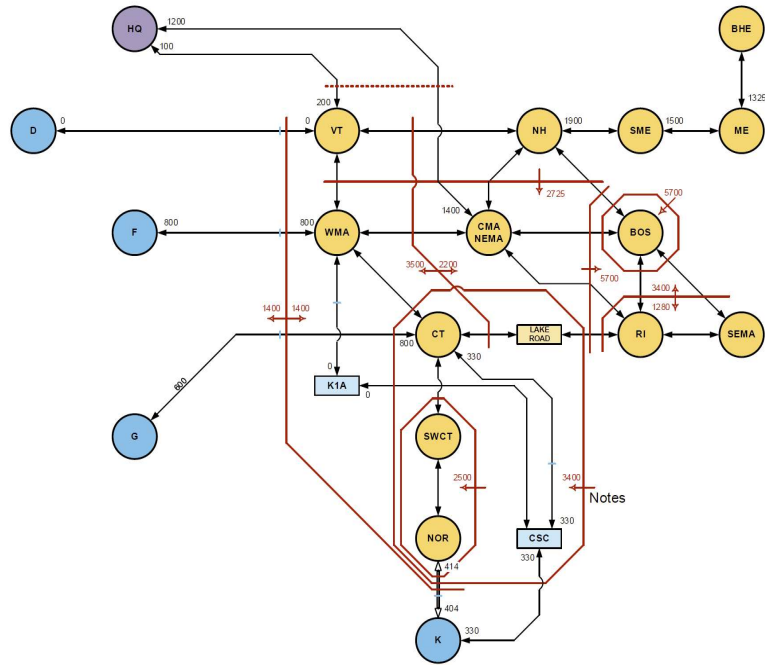 HQ
1200
BHE
100
1325
200
D
0
0
VT
NH
1900
SME
1500
ME
2725
5700
F
800
800
WMA
1400
CMA
NEMA
BOS
3500
2200
5700
3400
1400
1400
1280
CT
LAKE
ROAD
RI
SEMA
800
330
600
0
K1A
0
G
SWCT
2500
3400
Notes
NOR
330
CSC
330
414
404
K
330